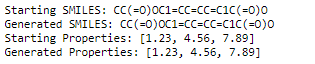 Starting SMILES: CC(=O)OC1=CC=CC=C1C(=O)O
Generated SMILES: CC(=O)OC1=CC=CC=C1C(=O)O
Starting Properties: [1.23, 4.56, 7.89]
Generated Properties: [1.23, 4.56, 7.89]